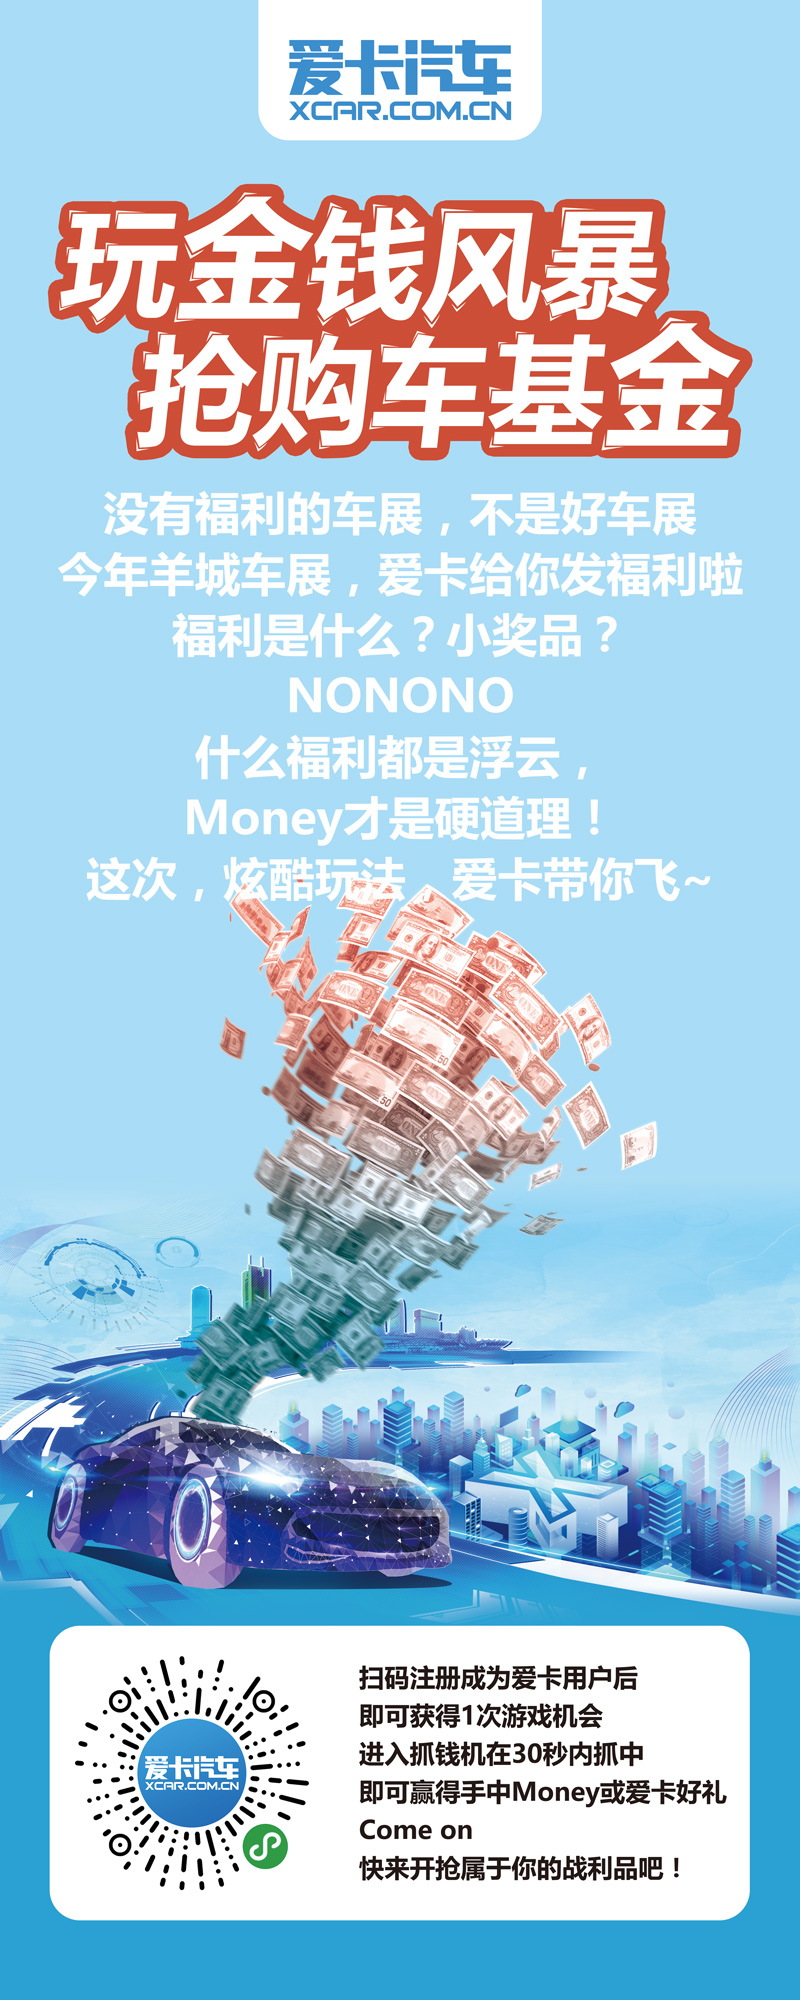 爱卡汽车
XCAR.COM.CN
玩金钱风暴
抢购车基金
没有福利的车展，不是好车展
今年羊城车展，爱卡给你发福利啦
福利是什么？小奖品？
NONONO
什么福利都是浮云，
Money才是硬道理！
这次，炫酷玩法，爱卡带你飞~
爱卡汽车
XCAR.COM.CN
扫码注册成为爱卡用户后
即可获得1次游戏机会
进入抓钱机在30秒内抓中
即可赢得手中Money或爱卡好礼
Come on
快来开抢属于你的战利品吧！